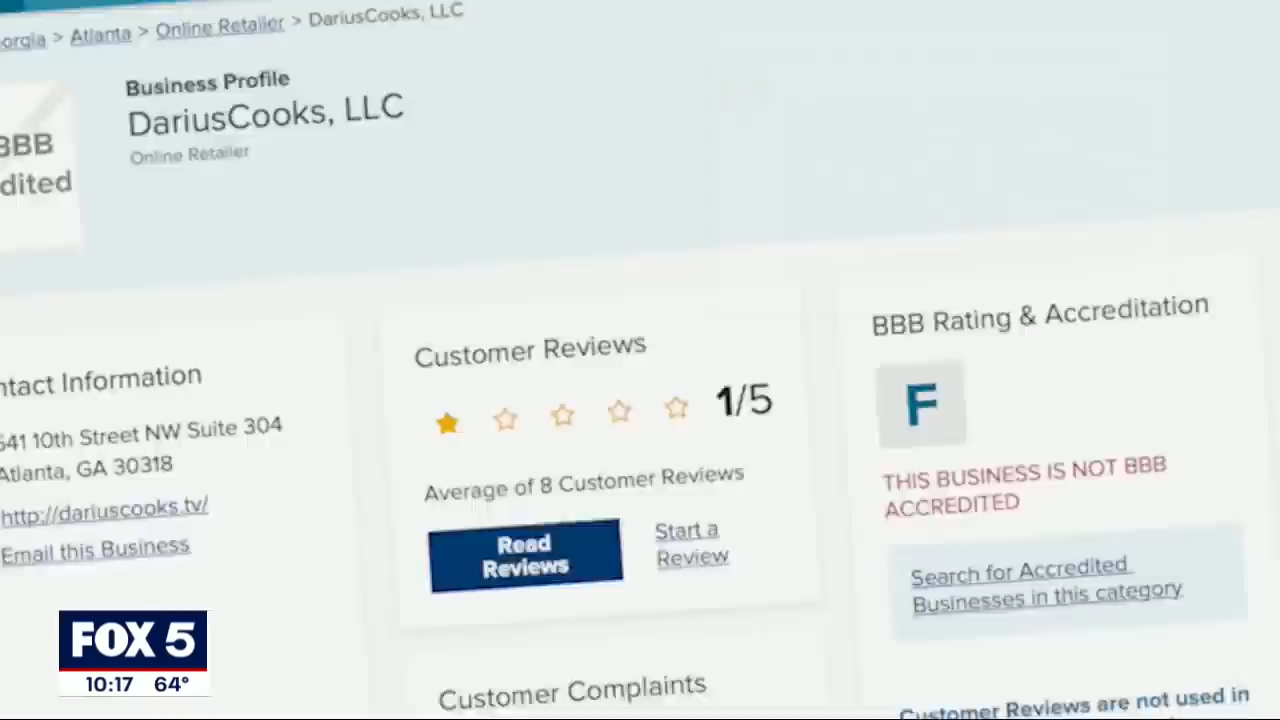 orgia > Atlanta > Online Retailer > DariusCooks, LLC
BBB
dited
Business Profile
DariusCooks, LLC
Online Retailer
ntact Information
541 10th Street NW Suite 304
Atlanta, GA 30318
http://dariuscooks.tv/
Email this Business
Customer Reviews
1/5
Average of 8 Customer Reviews
Read
Reviews
Start a
Review
Customer Complaints
BBB Rating & Accreditation
F
THIS BUSINESS IS NOT BBB
ACCREDITED
Search for Accredited
Businesses in this category
Customer Reviews are not used in
FOX 5
10:17 64°